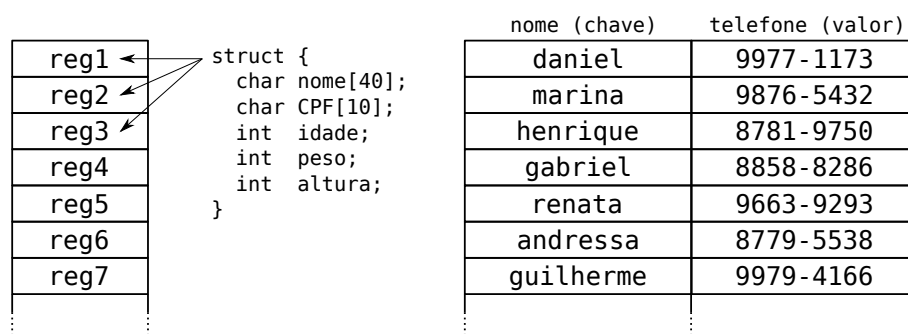 reg1
reg2
reg3
reg4
reg5
reg6
reg7
struct {
  char nome[40];
  char CPF[10];
  int  idade;
  int  peso;
  int  altura;
}
nome (chave) telefone (valor)
daniel 9977-1173
marina 9876-5432
henrique 8781-9750
gabriel 8858-8286
renata 9663-9293
andressa 8779-5538
guilherme 9979-4166